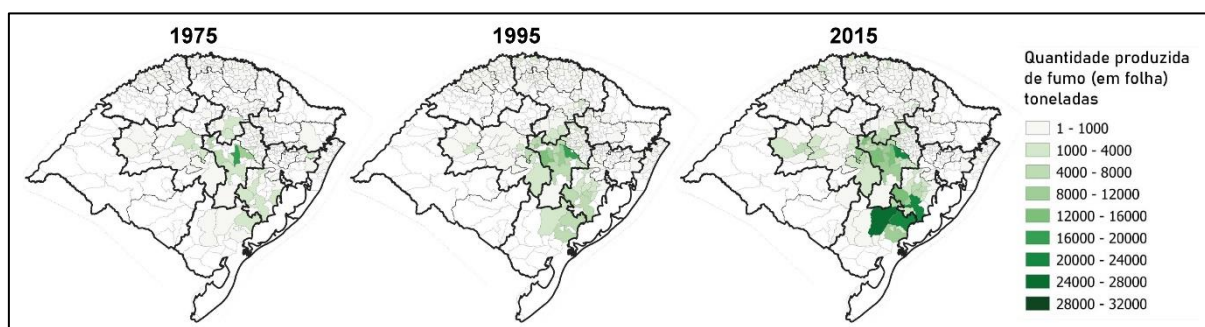 1975
1995
2015
Quantidade produzida
de fumo (em folha)
toneladas
1 - 1000
1000 - 4000
4000 - 8000
8000 - 12000
12000 - 16000
16000 - 20000
20000 - 24000
24000 - 28000
28000 - 32000